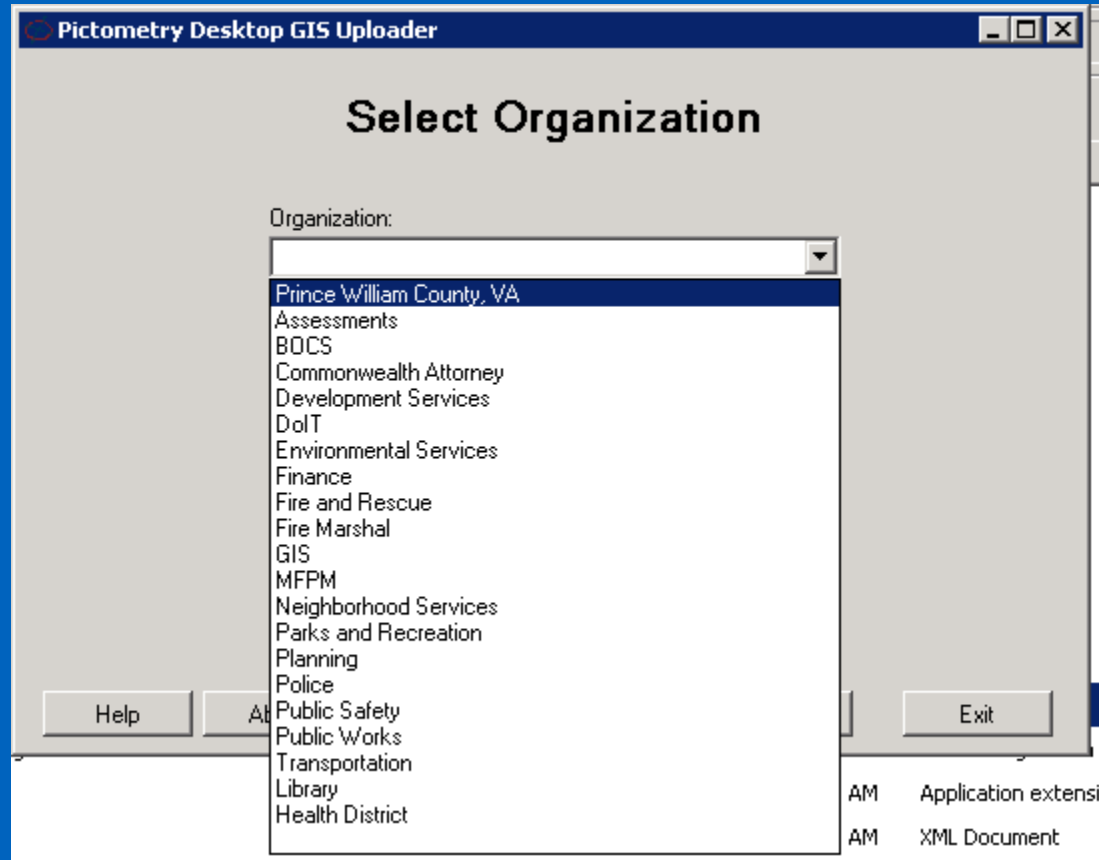 Pictometry Desktop GIS Uploader
Select Organization
Organization:
Prince William County, VA
Assessments
BOCS
Commonwealth Attorney
Development Services
DoIT
Environmental Services
Finance
Fire and Rescue
Fire Marshal
GIS
MFPM
Neighborhood Services
Parks and Recreation
Planning
Police
Public Safety
Public Works
Transportation
Library
Health District
Help
Exit
AM Application
AM XML Document